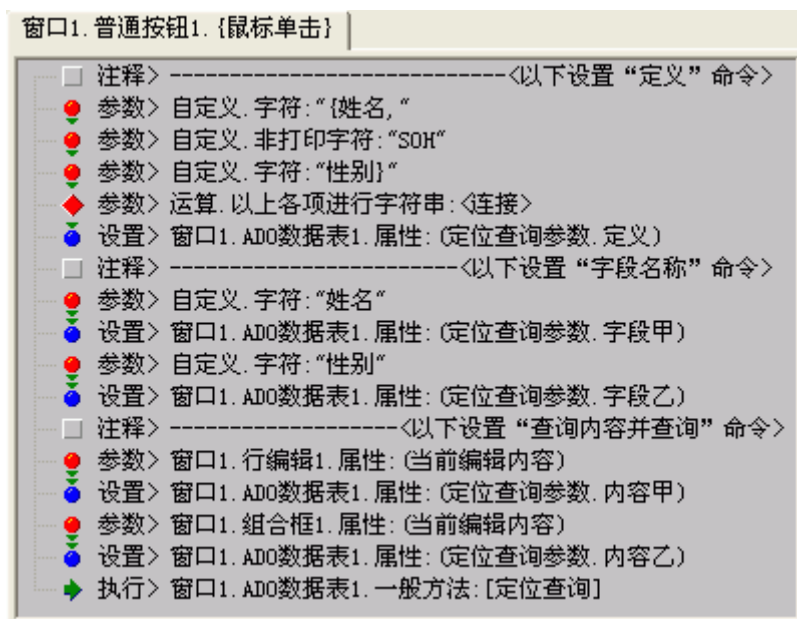 窗口1.普通按钮1.{鼠标单击}
注释> ----------------------------<以下设置“定义”命令>
参数> 自定义.字符:“{姓名,“
参数> 自定义.非打印字符:“SOH“
参数> 自定义.字符:“性别}“
参数> 运算.以上各项进行字符串:<连接>
设置> 窗口1.ADO数据表1.属性:(定位查询参数.定义)
注释> ------------------------<以下设置“字段名称”命令>
参数> 自定义.字符:“姓名“
设置> 窗口1.ADO数据表1.属性:(定位查询参数.字段甲)
参数> 自定义.字符:“性别“
设置> 窗口1.ADO数据表1.属性:(定位查询参数.字段乙)
注释> -------------------<以下设置“查询内容并查询”命令>
参数> 窗口1.行编辑1.属性:(当前编辑内容)
设置> 窗口1.ADO数据表1.属性:(定位查询参数.内容甲)
参数> 窗口1.组合框1.属性:(当前编辑内容)
设置> 窗口1.ADO数据表1.属性:(定位查询参数.内容乙)
执行> 窗口1.ADO数据表1.一般方法:[定位查询]